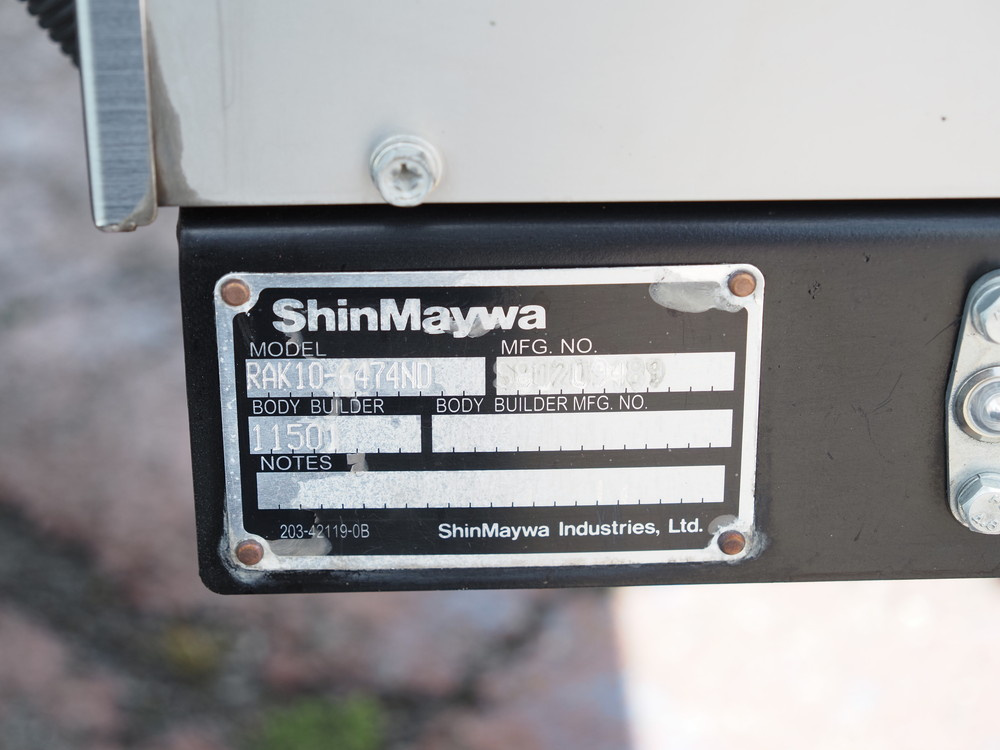 ShinMaywa
MODEL MFG. NO.
RAK10-6474ND
BODY BUILDER BODY BUILDER MFG. NO.
11501
NOTES
203-42119-0B ShinMaywa Industries, Ltd.